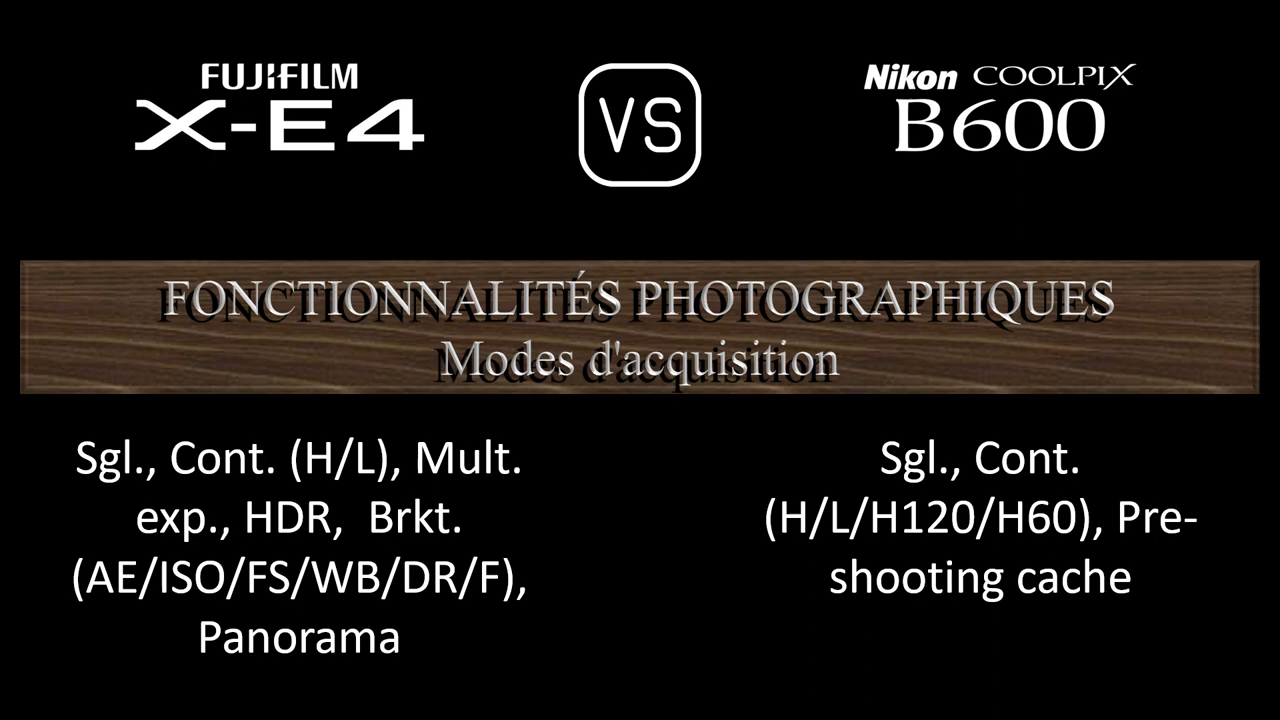 FUJIFILM
X-E4
VS
Nikon COOLPIX
B600
FONCTIONNALITÉS PHOTOGRAPHIQUES
Modes d'acquisition
Sgl., Cont. (H/L), Mult.
exp., HDR,  Brkt.
(AE/ISO/FS/WB/DR/F),
Panorama
Sgl., Cont.
(H/L/H120/H60), Pre-
shooting cache